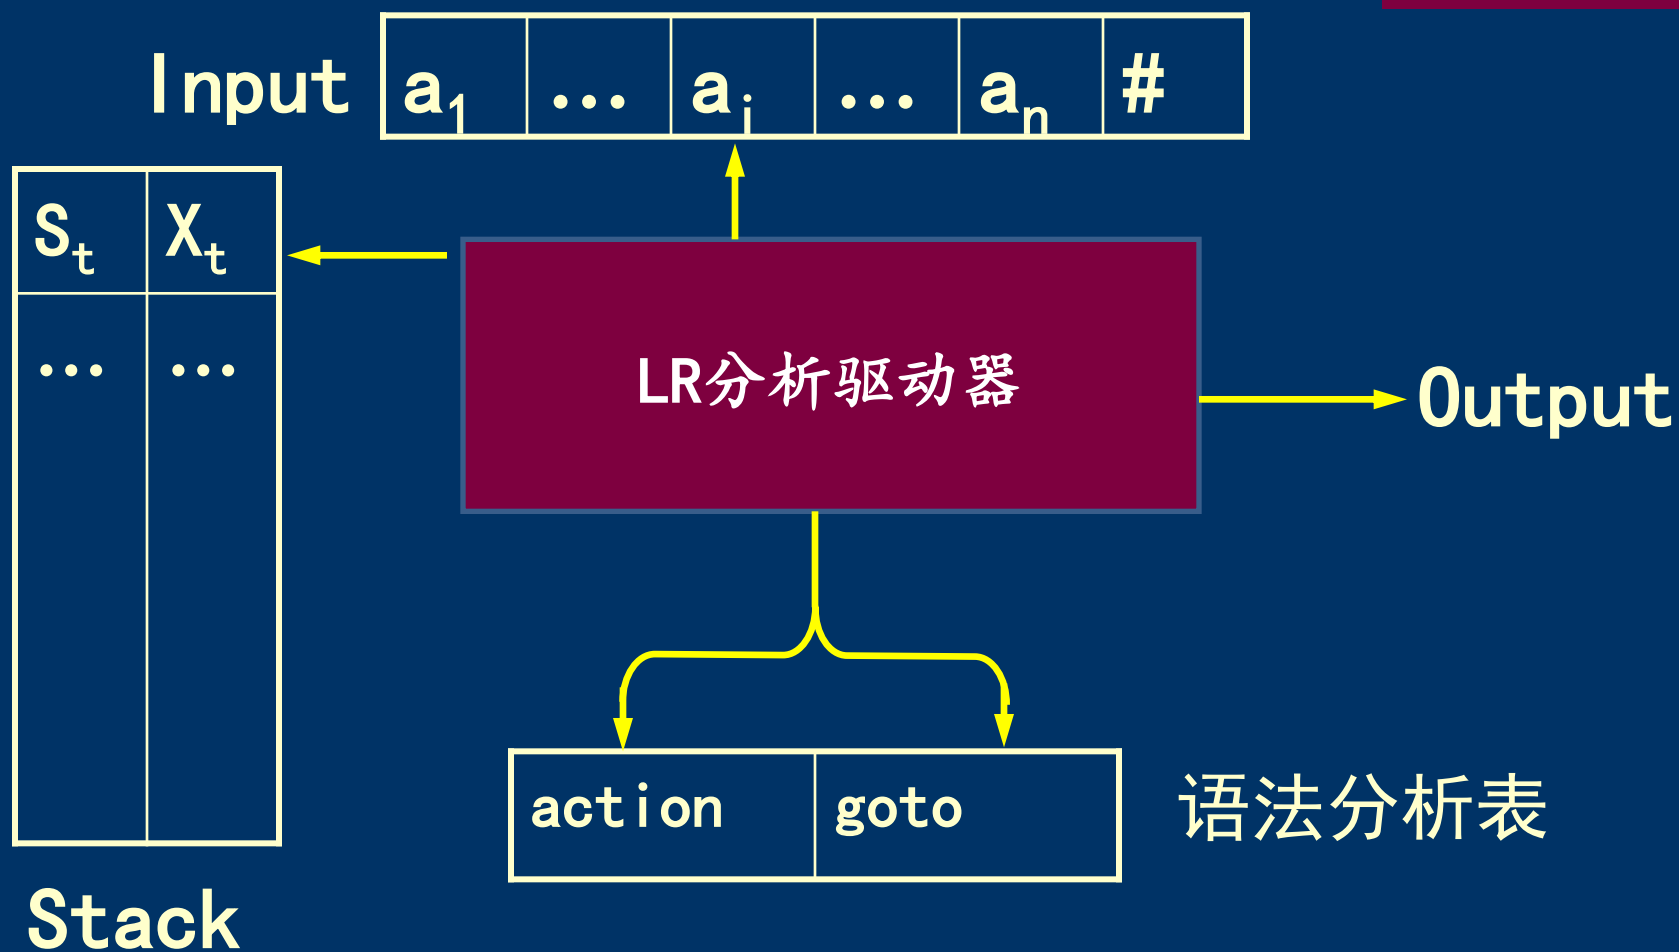 Input a₁ … aᵢ … aₙ #
Sₜ Xₜ
… …
LR分析驱动器
Output
action goto
语法分析表
Stack